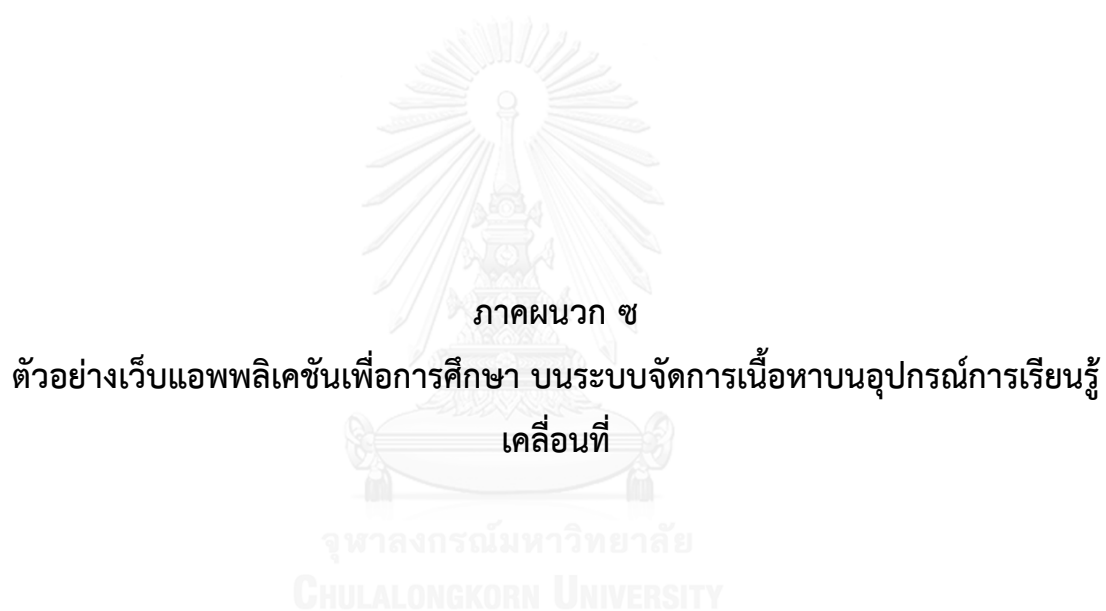 ภาคผนวก ซ
ตัวอย่างเว็บแอพพลิเคชันเพื่อการศึกษา บนระบบจัดการเนื้อหาบนอุปกรณ์การเรียนรู้
เคลื่อนที่
จุฬาลงกรณ์มหาวิทยาลัย
CHULALONGKORN UNIVERSITY